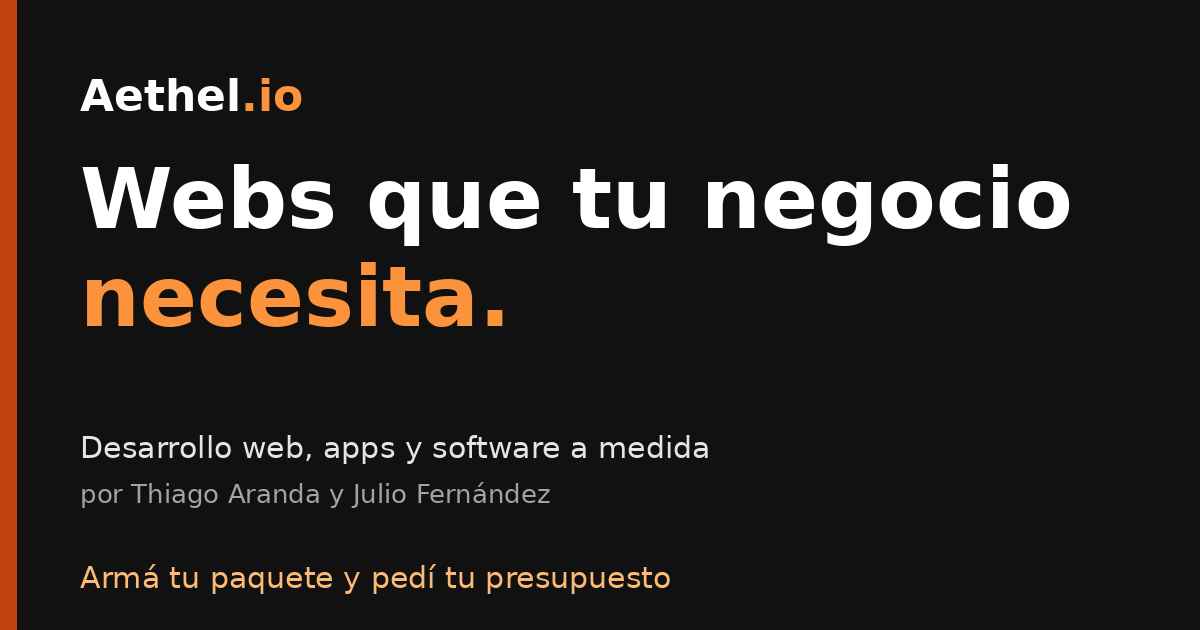 Aethel.io
Webs que tu negocio
necesita.
Desarrollo web, apps y software a medida
por Thiago Aranda y Julio Fernández
Armá tu paquete y pedí tu presupuesto